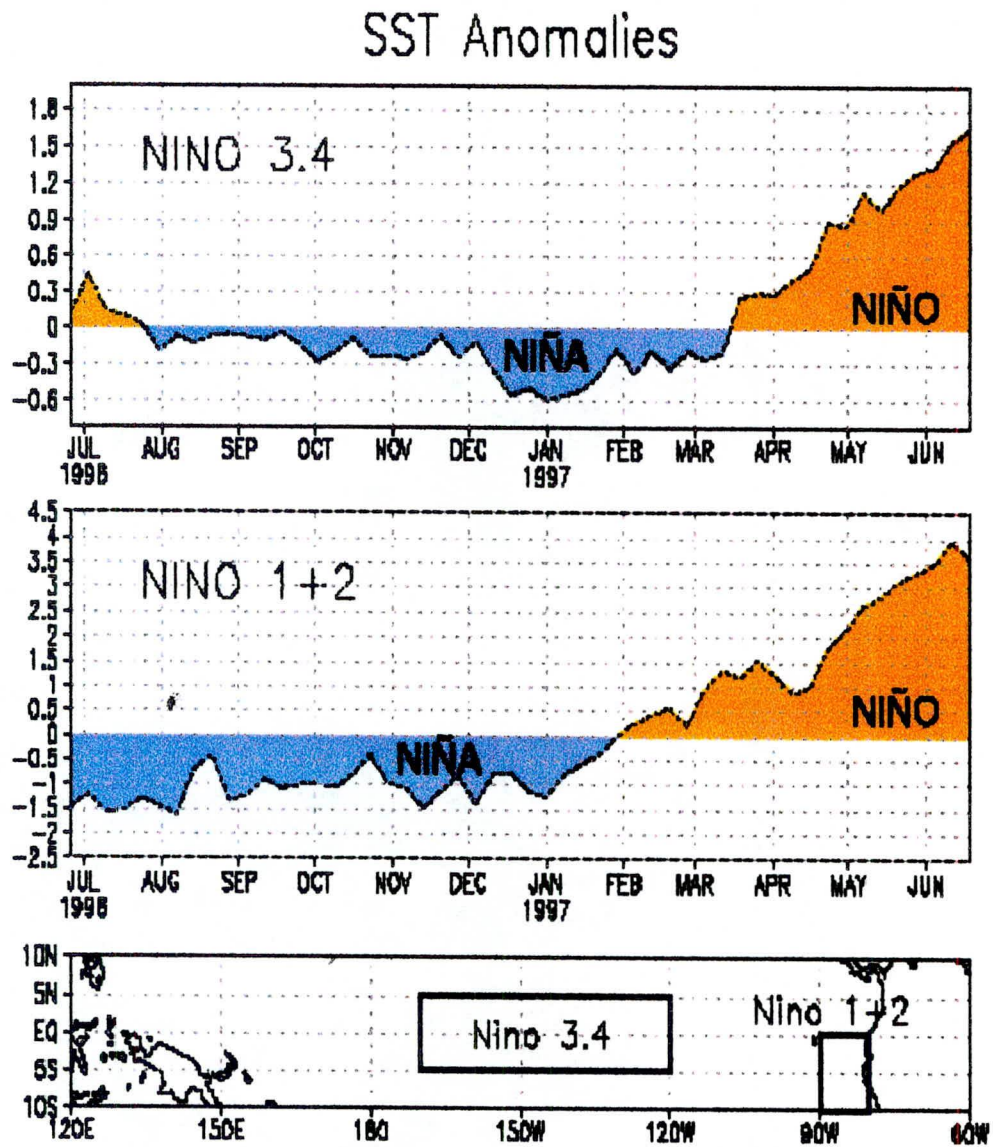 SST Anomalies
NINO 3.4
1.8
1.5
1.2
0.9
0.6
0.3
0
-0.3
-0.6
NIÑA
NIÑO
JUL AUG SEP OCT NOV DEC JAN FEB MAR APR MAY JUN
1996 1997
NINO 1+2
4.5
4
3.5
3
2.5
2
1.5
1
0.5
0
-0.5
-1
-1.5
-2
-2.5
NIÑA
NIÑO
JUL AUG SEP OCT NOV DEC JAN FEB MAR APR MAY JUN
1996 1997
10N
5N
EQ
5S
10S
Nino 3.4
Nino 1+2
120E 150E 180 150W 120W 90W 60W